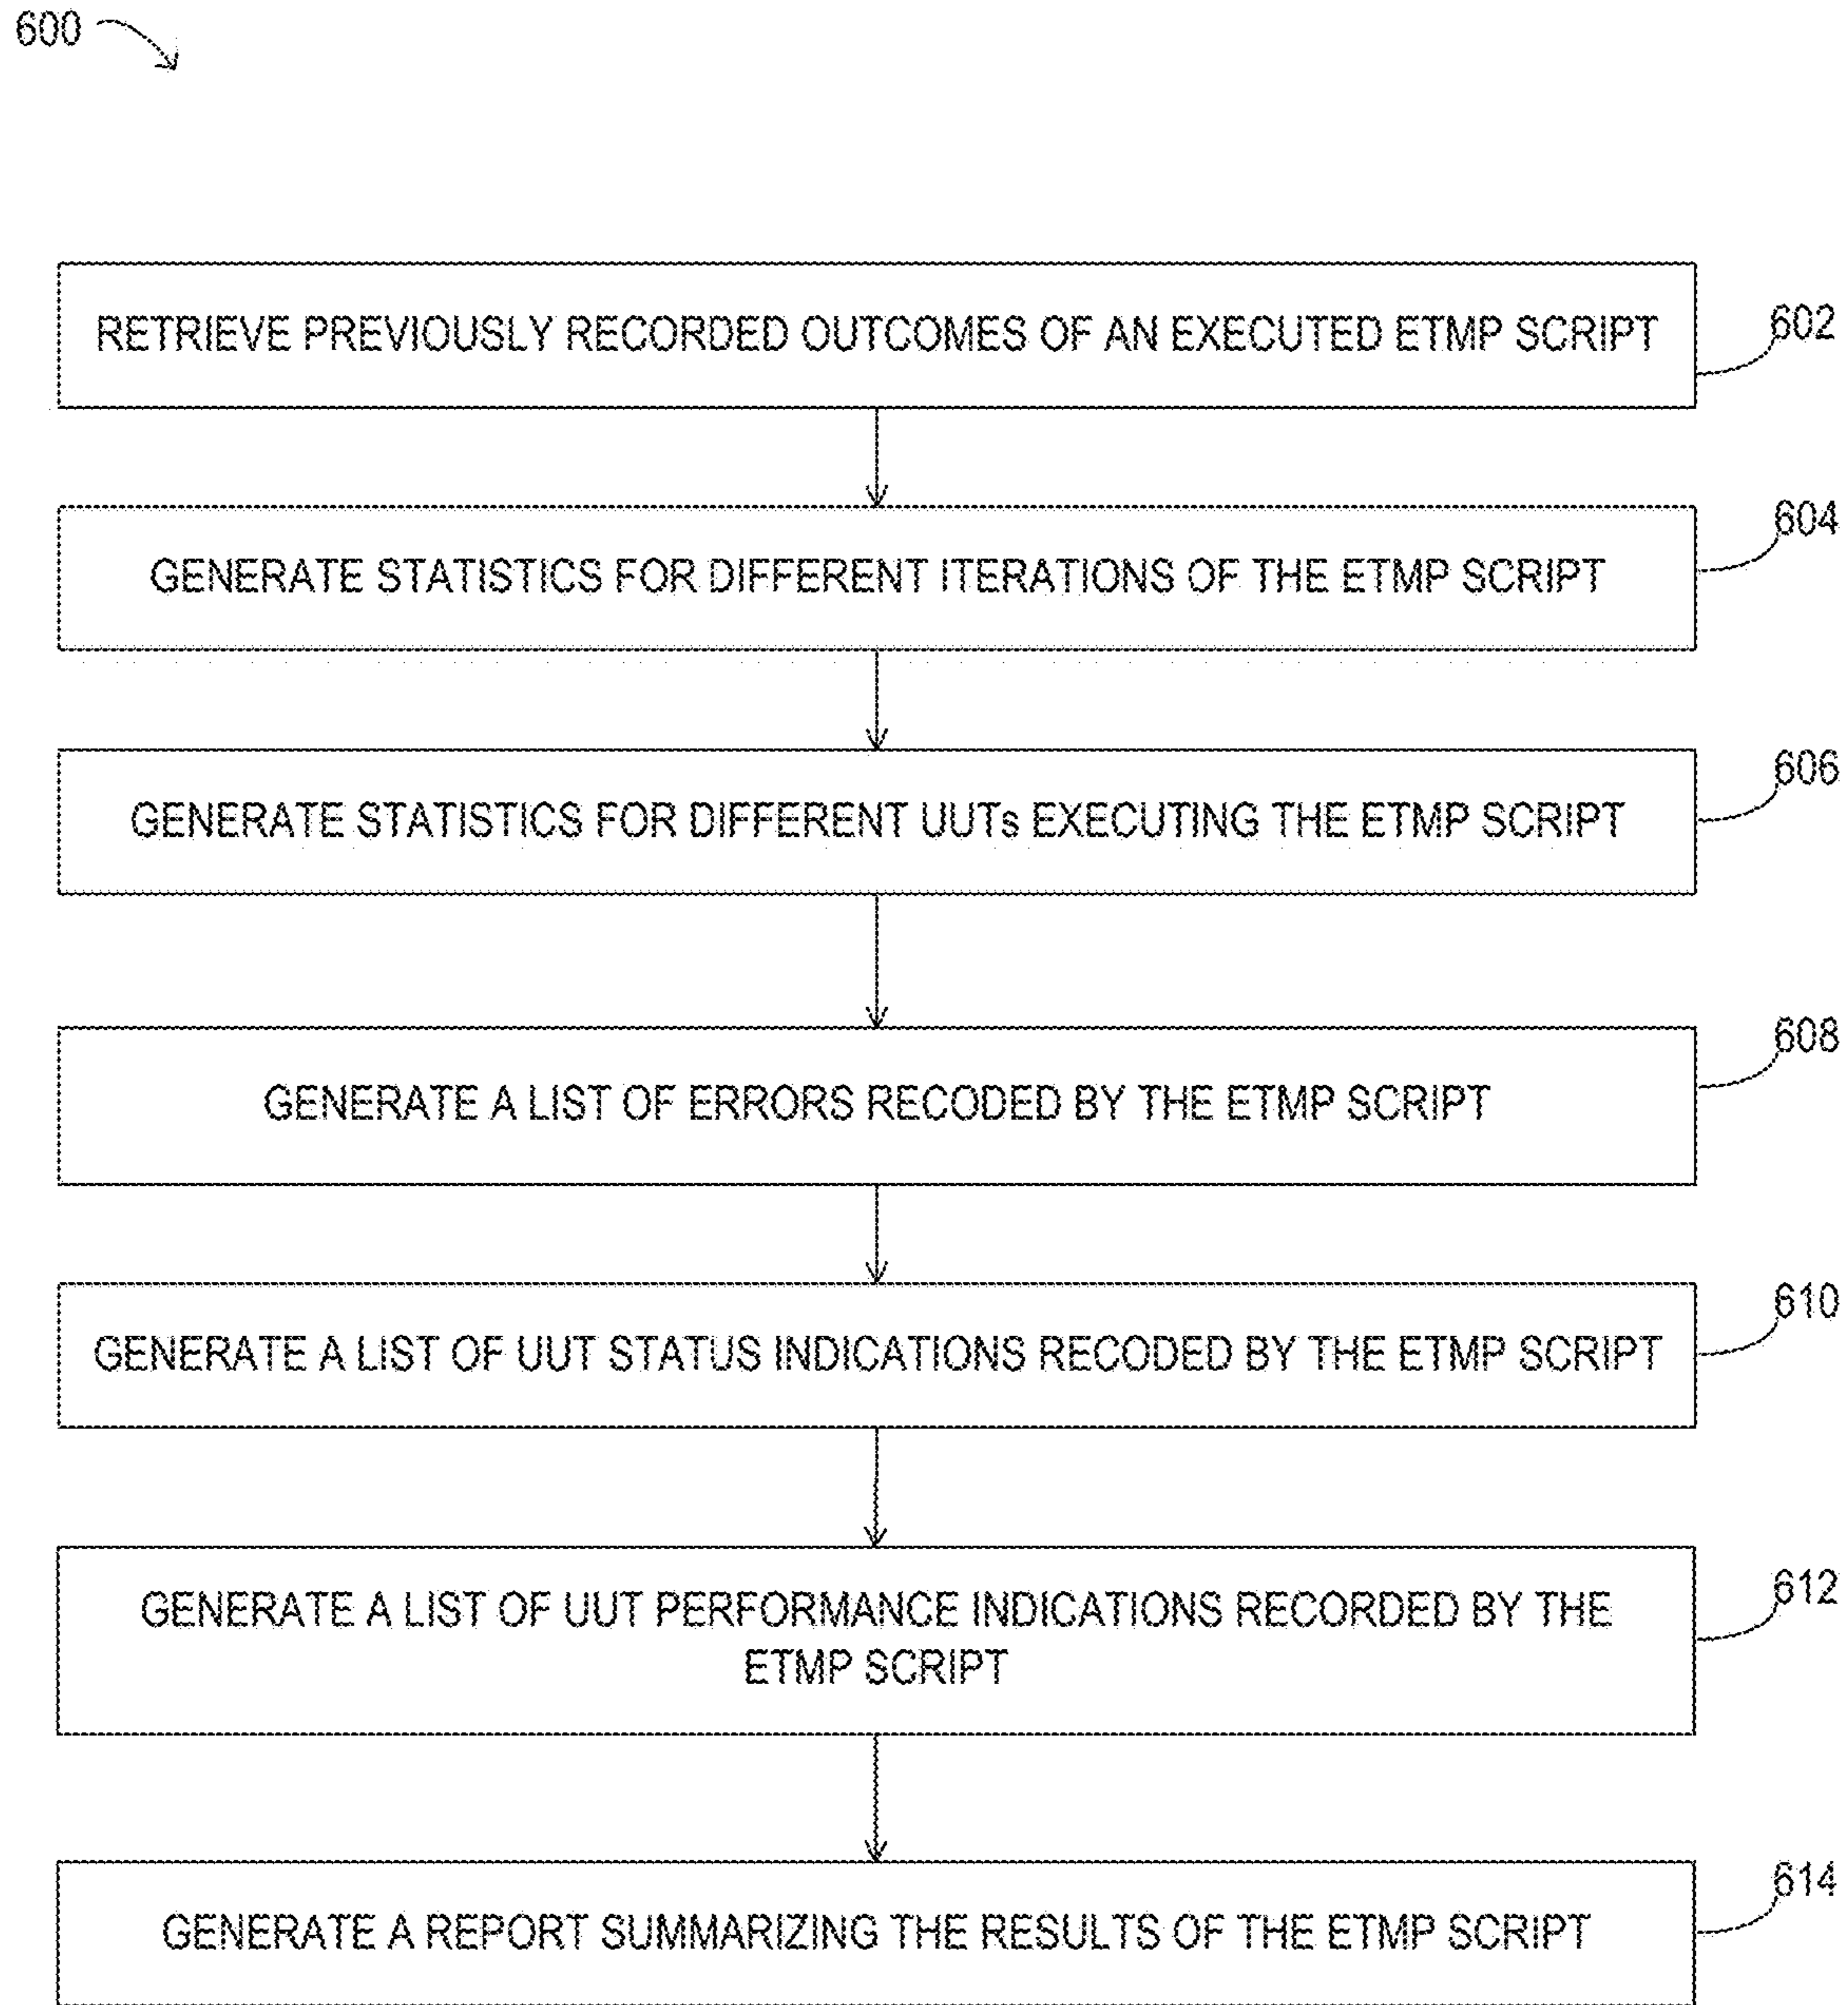 600
RETRIEVE PREVIOUSLY RECORDED OUTCOMES OF AN EXECUTED ETMP SCRIPT
602
GENERATE STATISTICS FOR DIFFERENT ITERATIONS OF THE ETMP SCRIPT
604
GENERATE STATISTICS FOR DIFFERENT UUTs EXECUTING THE ETMP SCRIPT
606
GENERATE A LIST OF ERRORS RECODED BY THE ETMP SCRIPT
608
GENERATE A LIST OF UUT STATUS INDICATIONS RECODED BY THE ETMP SCRIPT
610
GENERATE A LIST OF UUT PERFORMANCE INDICATIONS RECORDED BY THE
ETMP SCRIPT
612
GENERATE A REPORT SUMMARIZING THE RESULTS OF THE ETMP SCRIPT
614